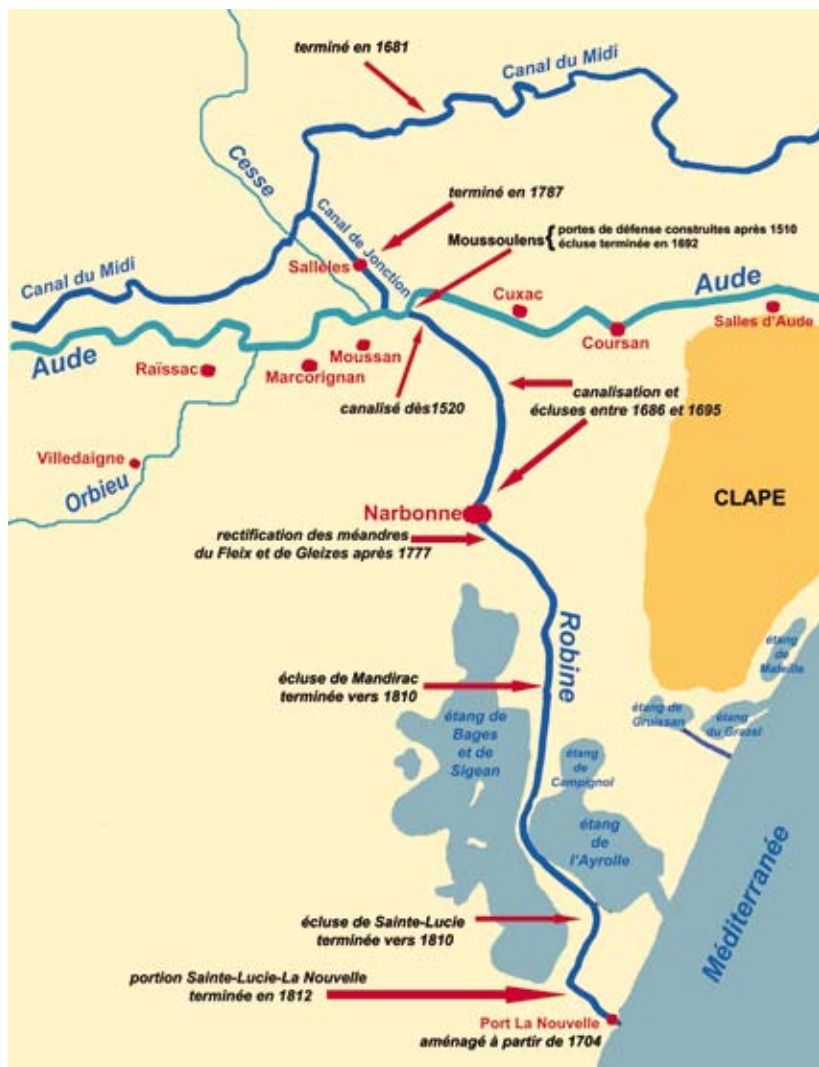 terminé en 1681
Canal du Midi
Cesse
terminé en 1787
Canal de Jonction
Moussoulens {
portes de défense construites après 1510
écluse terminée en 1692
Sallèles
Canal du Midi
Aude
Cuxac
Salles d'Aude
Coursan
Aude
Raïssac
Marcorignan
Moussan
canalisé dès1520
canalisation et
écluses entre 1686 et 1695
Villedaigne
Orbieu
CLAPE
Narbonne
rectification des méandres
du Fleix et de Gleizes après 1777
Robine
étang
de
Mateille
écluse de Mandirac
terminée vers 1810
étang de
Bages
et de
Sigean
étang de
Gruissan
étang
du Grazel
étang
de
Campignol
étang
de
l'Ayrolle
Méditerranée
écluse de Sainte-Lucie
terminée vers 1810
portion Sainte-Lucie-La Nouvelle
terminée en 1812
Port La Nouvelle
aménagé à partir de 1704